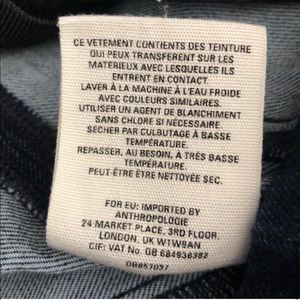 CE VETEMENT CONTIENTS DES TEINTURE
QUI PEUX TRANSFERENT SUR LES
MATERIAUX AVEC LESQUELLES ILS
ENTRENT EN CONTACT.
LAVER À LA MACHINE À L'EAU FROIDE
AVEC COULEURS SIMILAIRES.
UTILISER UN AGENT DE BLANCHIMENT
SANS CHLORE SI NÉCESSAIRE.
SÉCHER PAR CULBUTAGE À BASSE
TEMPÉRATURE.
REPASSER, AU BESOIN, À TRÈS BASSE
TEMPÉRATURE.
PEUT-ÊTRE ÊTRE NETTOYÉE SEC.
FOR EU: IMPORTED BY
ANTHROPOLOGIE
24 MARKET PLACE, 3RD FLOOR,
LONDON, UK W1W8AN
CIF: VAT No. GB 684936382
OB857037